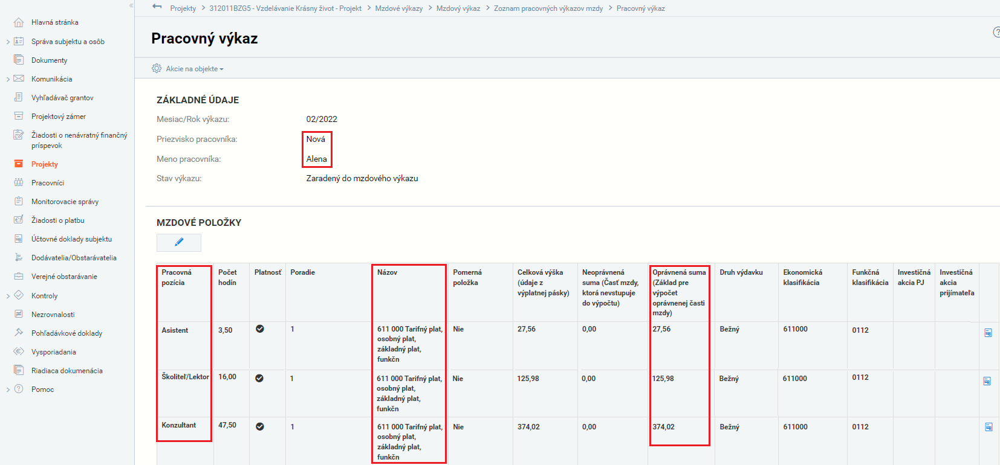 Projekty > 312011BZG5 - Vzdelávanie Krásny život - Projekt > Mzdové výkazy > Mzdový výkaz > Zoznam pracovných výkazov mzdy > Pracovný výkaz
Hlavná stránka
Správa subjektu a osôb
Dokumenty
Komunikácia
Vyhľadávač grantov
Projektový zámer
Žiadosti o nenávratný finančný
príspevok
Projekty
Pracovníci
Monitorovacie správy
Žiadosti o platbu
Účtovné doklady subjektu
Dodávatelia/Obstarávatelia
Verejné obstarávanie
Kontroly
Nezrovnalosti
Pohľadávkové doklady
Vysporiadania
Riadiaca dokumenácia
Pomoc
Pracovný výkaz
Akcie na objekte
ZÁKLADNÉ ÚDAJE
Mesiac/Rok výkazu: 02/2022
Priezvisko pracovníka: Nová
Meno pracovníka: Alena
Stav výkazu: Zaradený do mzdového výkazu
MZDOVÉ POLOŽKY
Pracovná
pozícia
Počet
hodín
Platnosť
Poradie
Názov
Pomerná
položka
Celková výška
(údaje z
výplatnej pásky)
Neoprávnená
suma (Časť mzdy,
ktorá nevstupuje
do výpočtu)
Oprávnená suma
(Základ pre
výpočet
oprávnenej časti
mzdy)
Druh výdavku
Ekonomická
klasifikácia
Funkčná
klasifikácia
Investičná
akcia PJ
Investičná
akcia
prijímateľa
Asistent
3,50
1
611 000 Tarifný plat,
osobný plat,
základný plat,
funkčn
Nie
27,56
0,00
27,56
Bežný
611000
0112
Školiteľ/Lektor
16,00
1
611 000 Tarifný plat,
osobný plat,
základný plat,
funkčn
Nie
125,98
0,00
125,98
Bežný
611000
0112
Konzultant
47,50
1
611 000 Tarifný plat,
osobný plat,
základný plat,
funkčn
Nie
374,02
0,00
374,02
Bežný
611000
0112